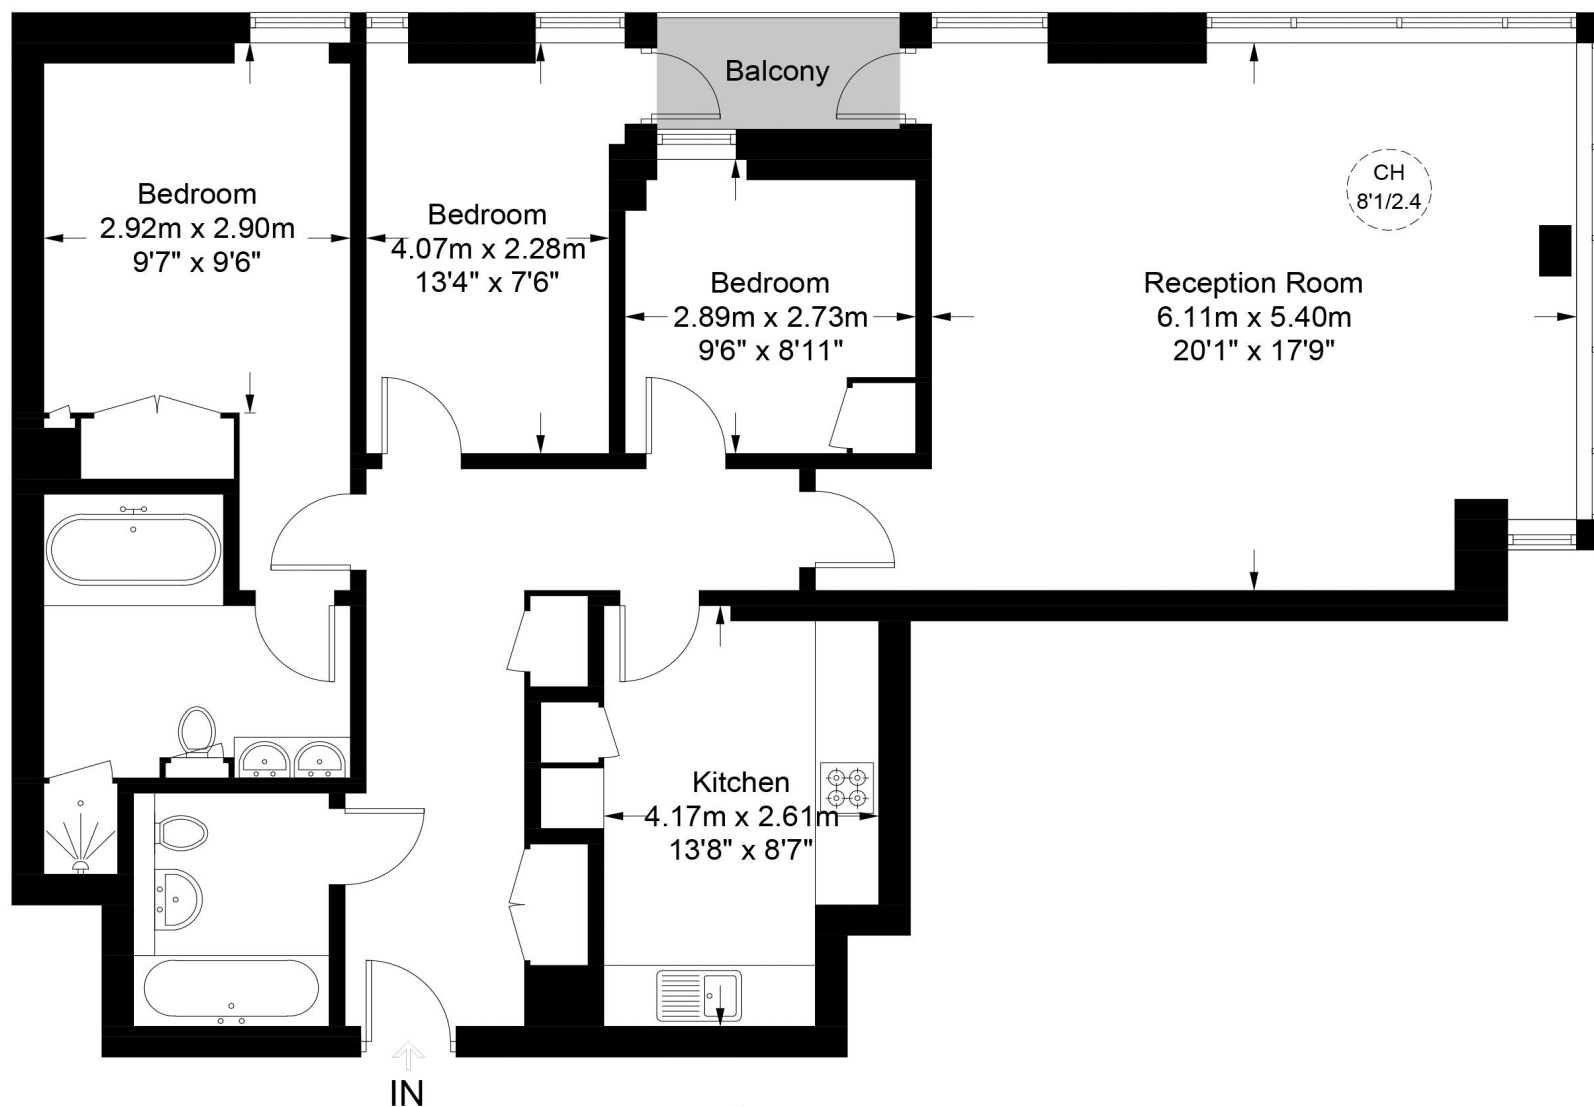 Balcony
CH
8'1/2.4
Bedroom
2.92m x 2.90m
9'7" x 9'6"
Bedroom
4.07m x 2.28m
13'4" x 7'6"
Bedroom
2.89m x 2.73m
9'6" x 8'11"
Reception Room
6.11m x 5.40m
20'1" x 17'9"
Kitchen
4.17m x 2.61m
13'8" x 8'7"
IN